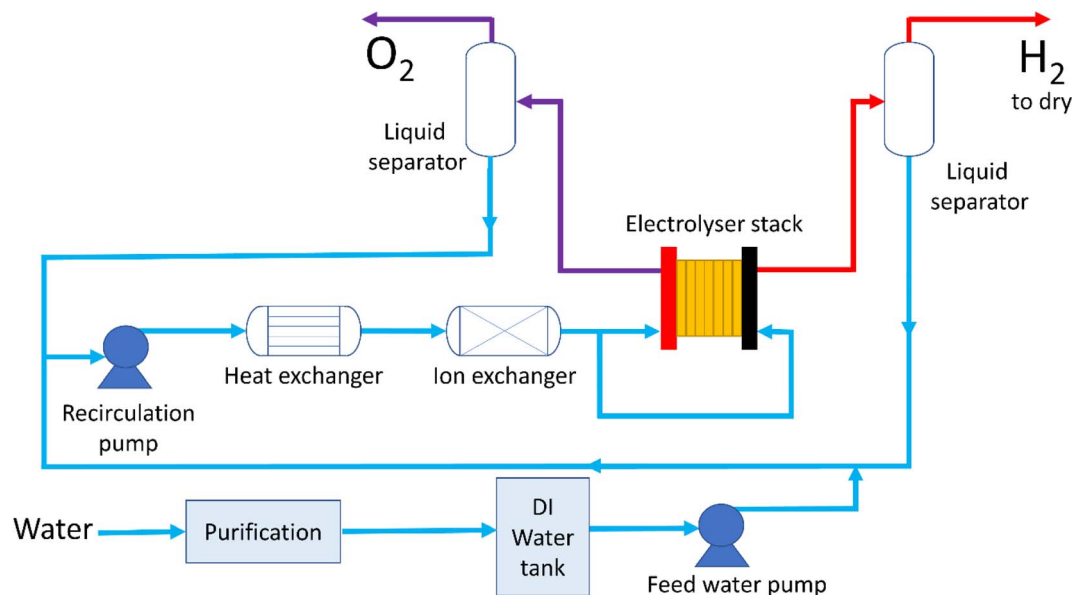 O₂
H₂
to dry
Liquid
separator
Liquid
separator
Electrolyser stack
Heat exchanger
Ion exchanger
Recirculation
pump
Water
Purification
DI
Water
tank
Feed water pump